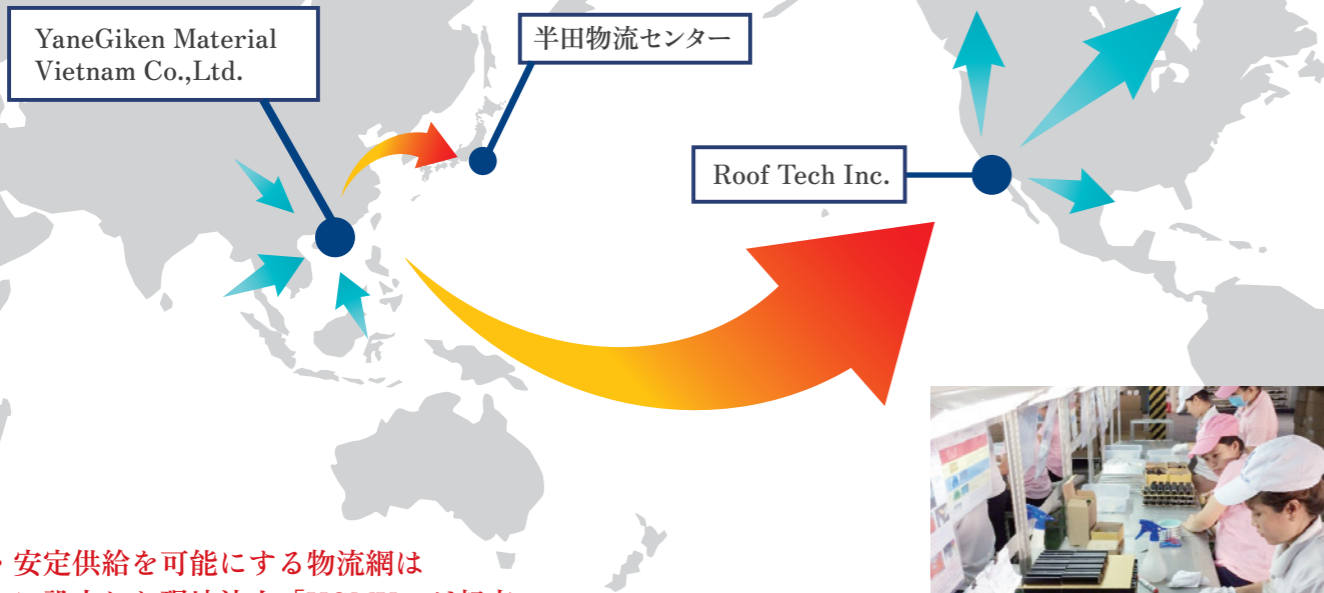 YaneGiken Material
Vietnam Co.,Ltd.
半田物流センター
Roof Tech Inc.
安定供給を可能にする物流網は